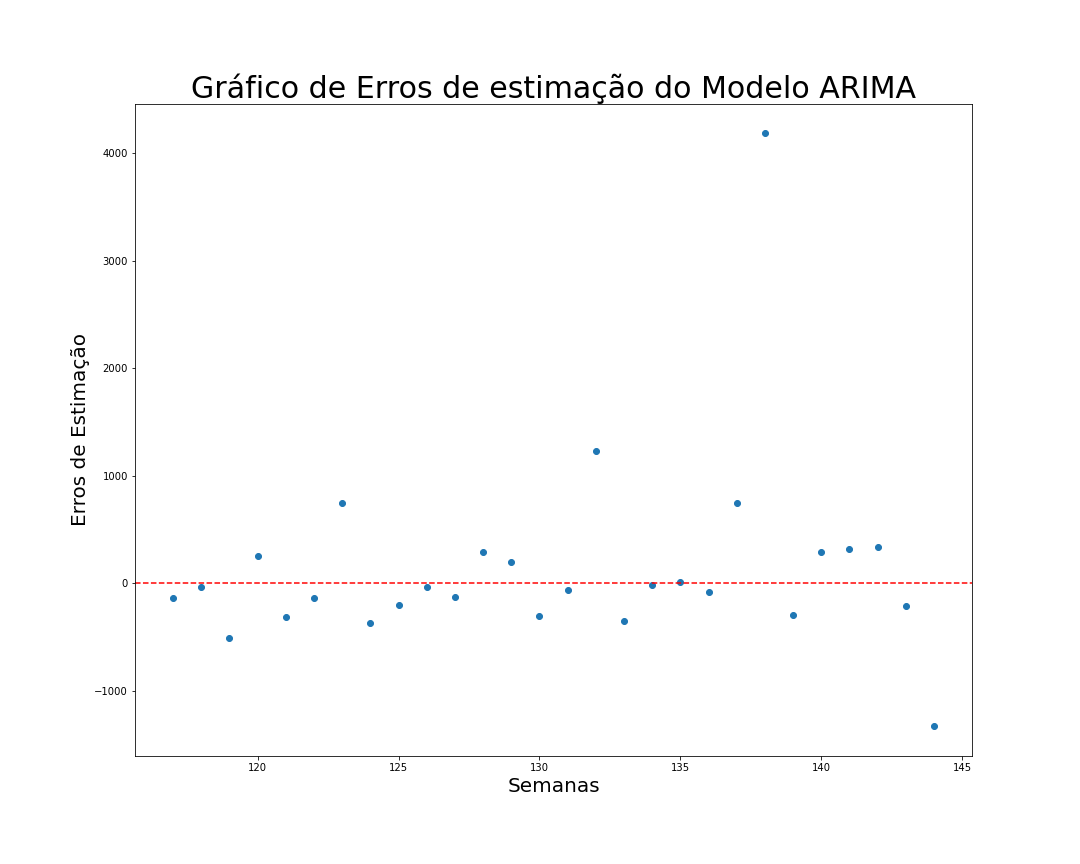 Gráfico de Erros de estimação do Modelo ARIMA
Erros de Estimação
4000
3000
2000
1000
0
−1000
120 125 130 135 140 145
Semanas